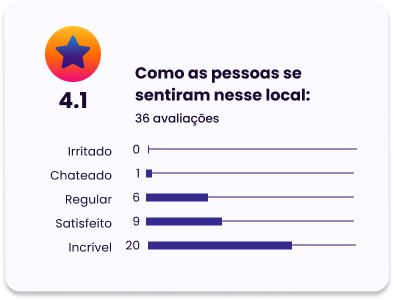 4.1
Como as pessoas se
sentiram nesse local:
36 avaliações
Irritado 0
Chateado 1
Regular 6
Satisfeito 9
Incrível 20